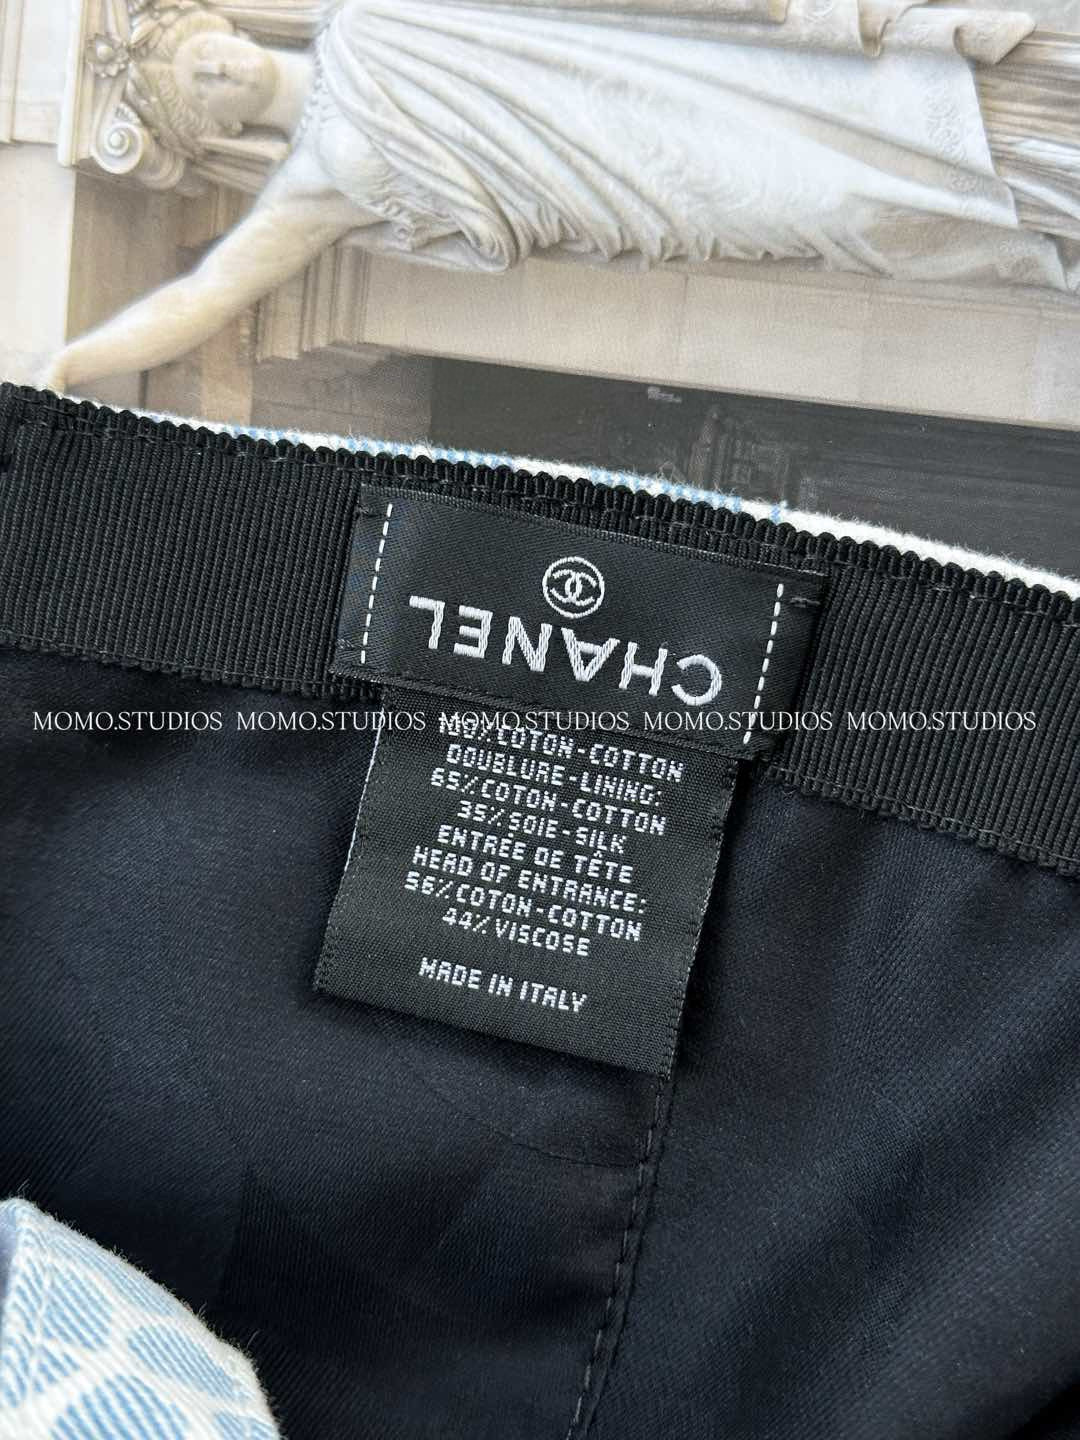 CHANEL
MOMO.STUDIOS MOMO.STUDIOS MOMO.STUDIOS MOMO.STUDIOS MOMO.STUDIOS
100% COTON-COTTON
DOUBLURE-LINING:
65% COTON-COTTON
35% SOIE-SILK
ENTRÉE DE TÊTE
HEAD OF ENTRANCE:
56% COTON-COTTON
44% VISCOSE
MADE IN ITALY